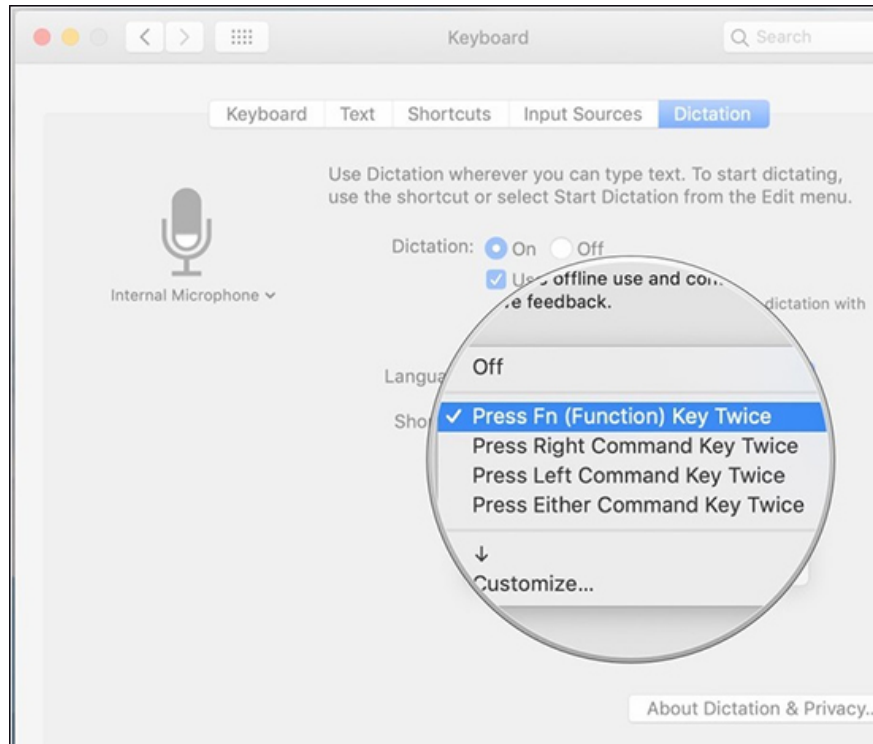 Keyboard
Search
Keyboard Text Shortcuts Input Sources Dictation
Use Dictation wherever you can type text. To start dictating,
use the shortcut or select Start Dictation from the Edit menu.
Dictation: On Off
offline use and
feedback.
dictation with
Internal Microphone
Off
Press Fn (Function) Key Twice
Press Right Command Key Twice
Press Left Command Key Twice
Press Either Command Key Twice
↓
Customize...
About Dictation & Privacy..